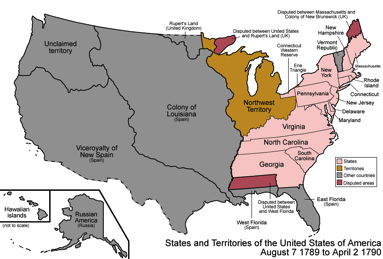 Disputed between Massachusetts and
Colony of New Brunswick (UK)
Rupert's Land
(United Kingdom)
Disputed between United States
and Rupert's Land (UK)
New
Hampshire
Vermont
Republic
Connecticut
Western
Reserve
Erie
Triangle
Unclaimed
territory
Massachusetts
New
York
Rhode
Island
Connecticut
Pennsylvania
New Jersey
Northwest
Territory
Delaware
Maryland
Colony of
Louisiana
(Spain)
Virginia
Viceroyalty of
New Spain
(Spain)
North Carolina
South
Carolina
Georgia
States
Territories
Other countries
Disputed areas
Hawaiian
islands
(not to scale)
Russian
America
(Russia)
Disputed between
United States
and West Florida
East Florida
(Spain)
West Florida
(Spain)
States and Territories of the United States of America
August 7 1789 to April 2 1790